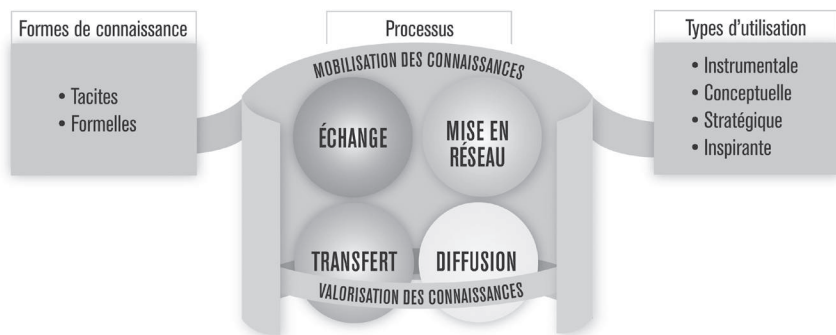 Formes de connaissance
• Tacites
• Formelles
Processus
MOBILISATION DES CONNAISSANCES
ÉCHANGE
MISE EN
RÉSEAU
TRANSFERT
DIFFUSION
VALORISATION DES CONNAISSANCES
Types d'utilisation
• Instrumentale
• Conceptuelle
• Stratégique
• Inspirante